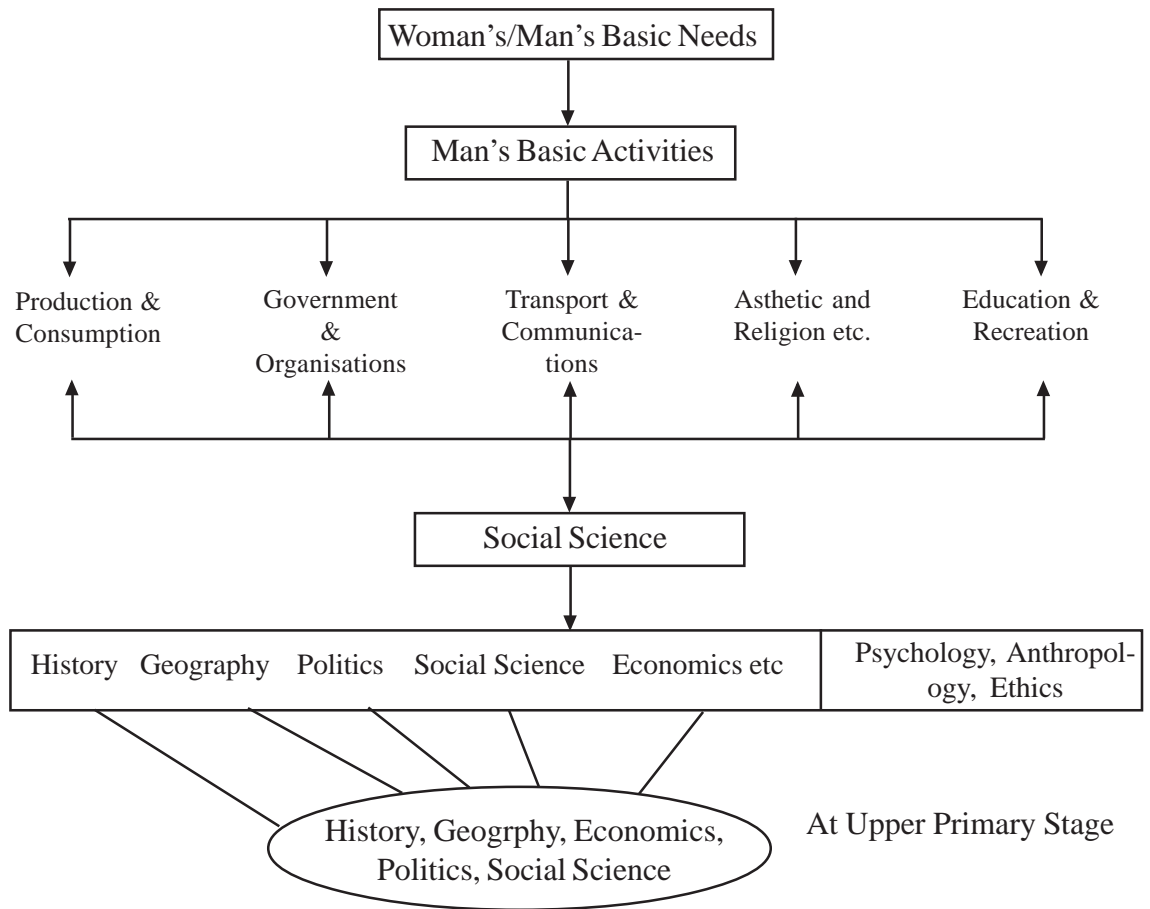 Woman’s/Man’s Basic Needs
Man’s Basic Activities
Production &
Consumption
Government
&
Organisations
Transport &
Communica-
tions
Asthetic and
Religion etc.
Education &
Recreation
Social Science
History Geography Politics Social Science Economics etc
Psychology, Anthropol-
ogy, Ethics
History, Geogrphy, Economics,
Politics, Social Science
At Upper Primary Stage